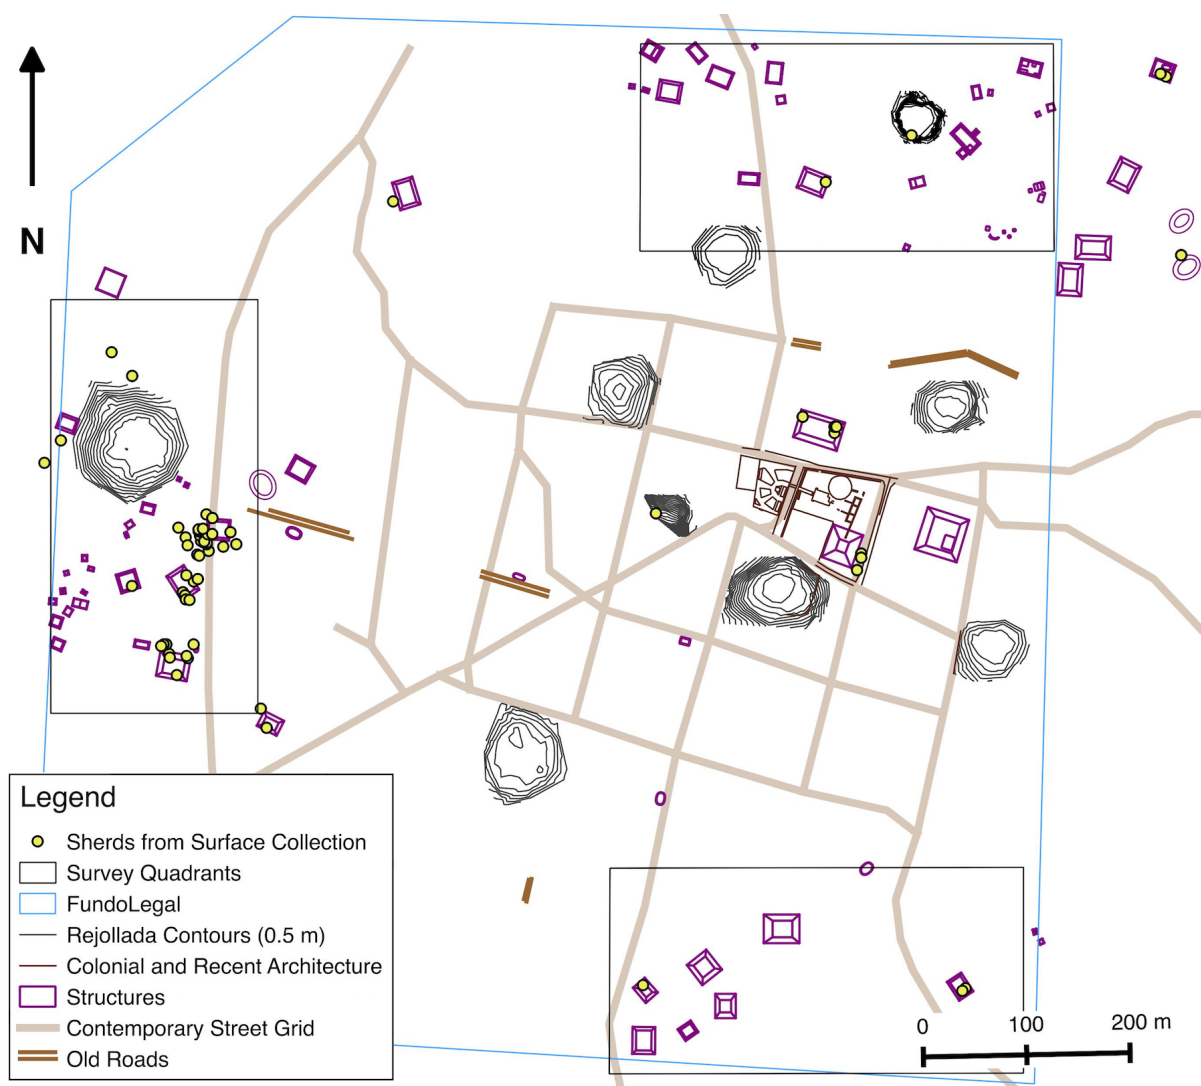 N
Legend
Sherds from Surface Collection
Survey Quadrants
FundoLegal
Rejollada Contours (0.5 m)
Colonial and Recent Architecture
Structures
Contemporary Street Grid
Old Roads
0 100 200 m